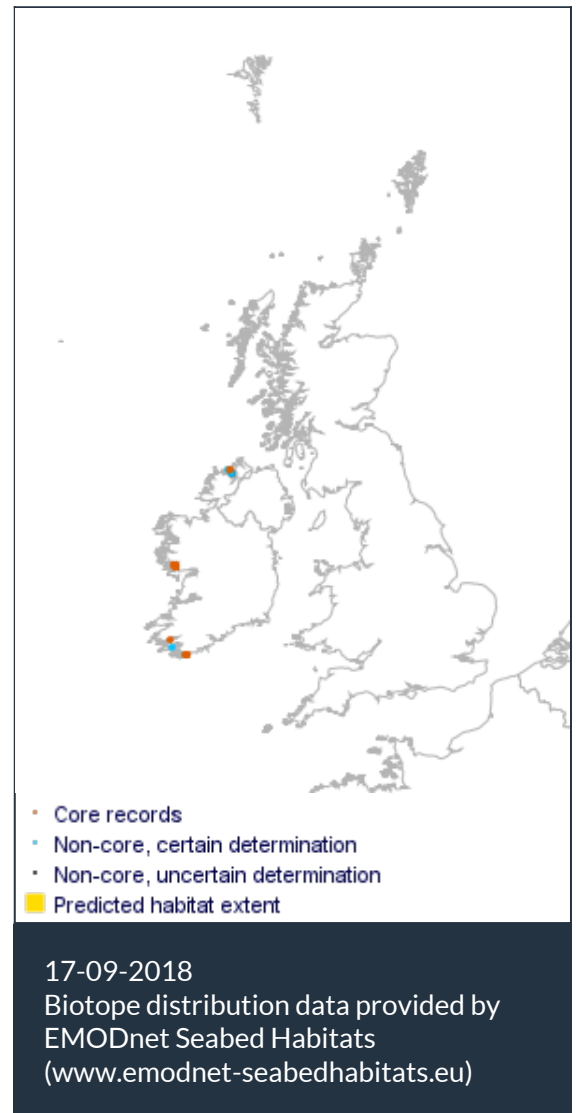 Core records
Non-core, certain determination
Non-core, uncertain determination
Predicted habitat extent
17-09-2018
Biotope distribution data provided by
EMODnet Seabed Habitats
(www.emodnet-seabedhabitats.eu)